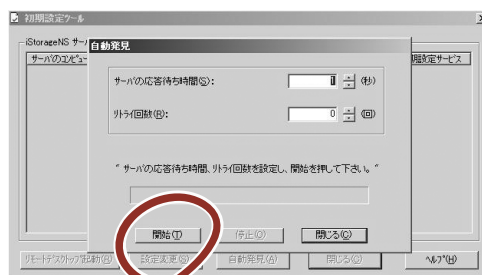 初期設定ツール
iStorageNS サー
サーバのコンピュー
期設定サービス
自動発見
サーバの応答待ち時間(S): 1 (秒)
リトライ回数(R): 0 (回)
" サーバの応答待ち時間、リトライ回数を設定し、開始を押して下さい。 "
開始(T) 停止(O) 閉じる(C)
リモートデスクトップ起動(R) 設定変更(S) 自動発見(A) 閉じる(C) ヘルプ(H)